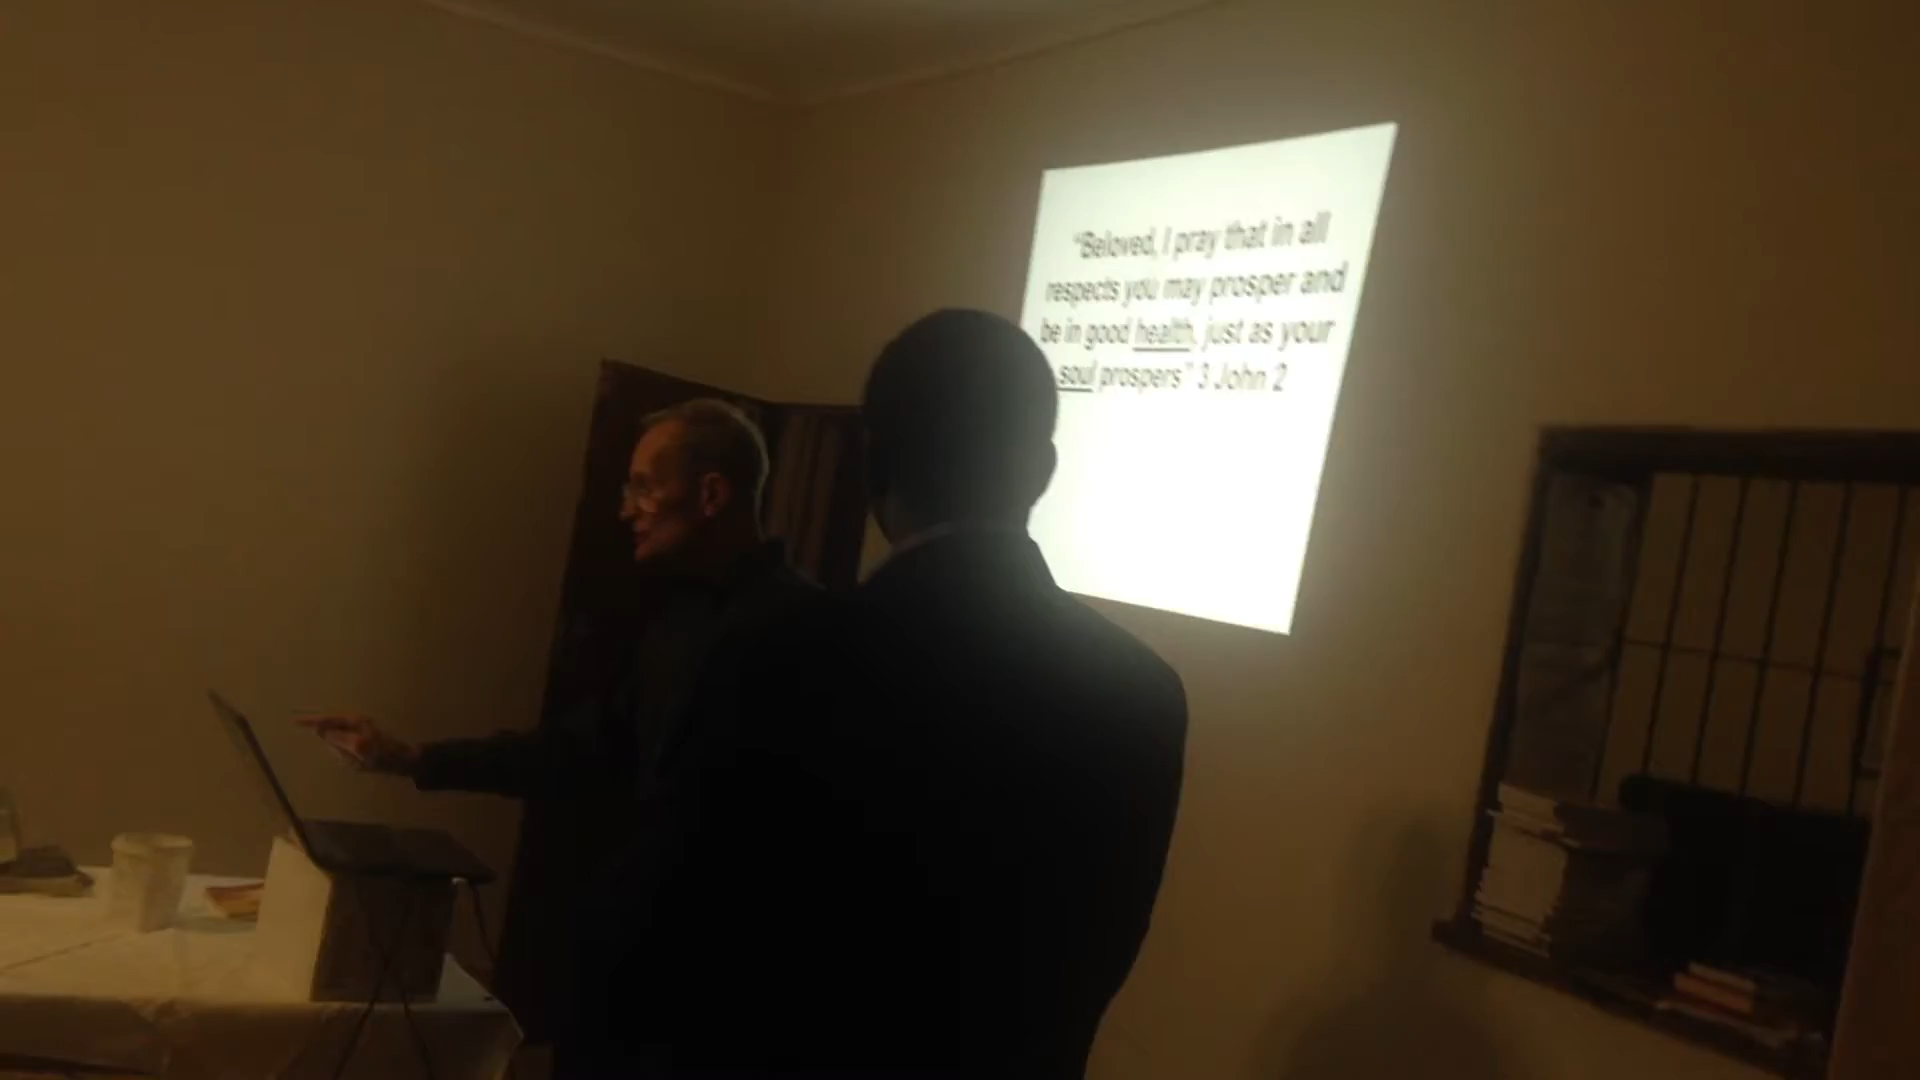 “Beloved, I pray that in all
respects you may prosper and
be in good health, just as your
soul prospers” 3 John 2